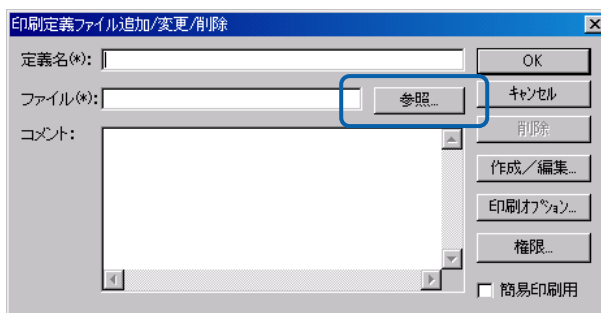 印刷定義ファイル追加/変更/削除
定義名(*):
OK
ファイル(*):
参照...
キャンセル
コメント:
削除
作成／編集...
印刷オプション...
権限...
簡易印刷用